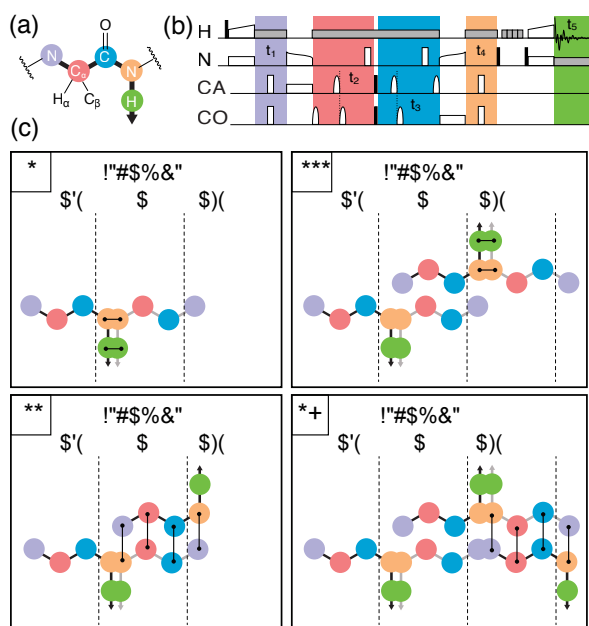 (a)
O
N
C
Cα
N
Hα
Cβ
H
(b)
H
t1
t5
N
t4
CA
t2
CO
t3
(c)
*
!"#$%&"
$'( $ $)(
***
!"#$%&"
$'( $ $)(
**
!"#$%&"
$'( $ $)(
*+
!"#$%&"
$'( $ $)(